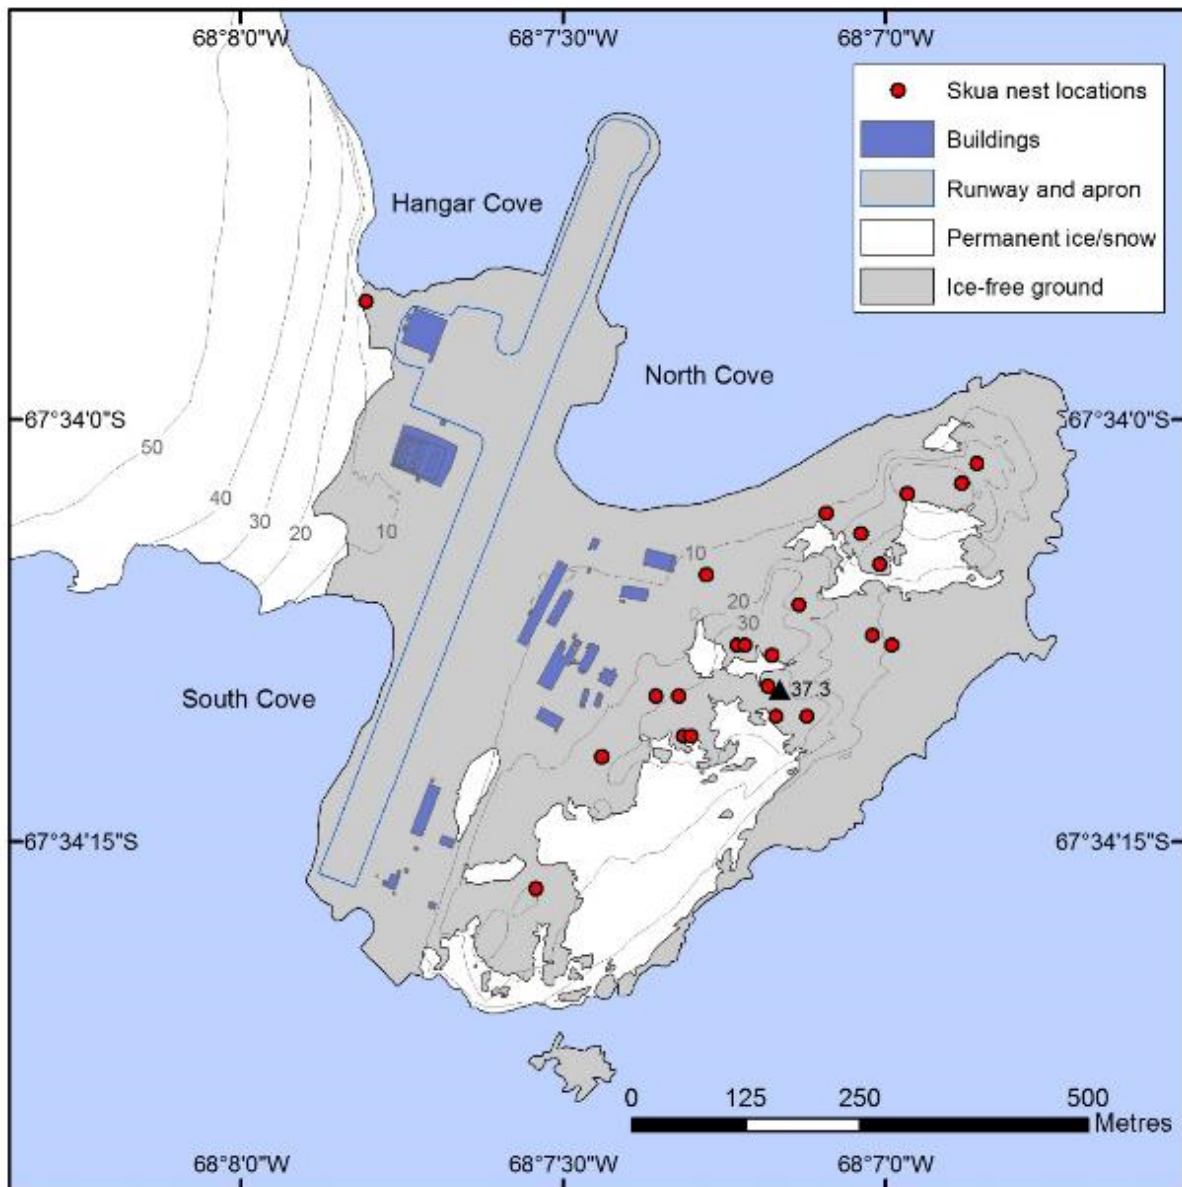 68°8'0"W
68°7'30"W
68°7'0"W
Skua nest locations
Buildings
Runway and apron
Permanent ice/snow
Ice-free ground
Hangar Cove
North Cove
67°34'0"S
67°34'0"S
50
40
30
20
10
10
20
30
37.3
South Cove
67°34'15"S
67°34'15"S
0
125
250
500
Metres
68°8'0"W
68°7'30"W
68°7'0"W